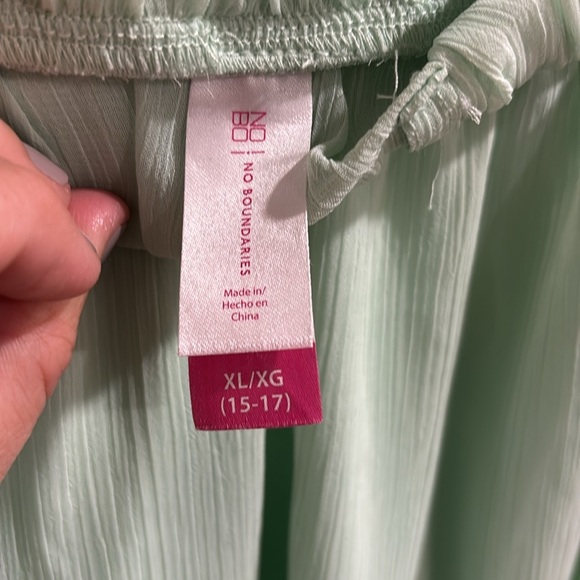 NO
BO
NO BOUNDARIES
Made in/
Hecho en
China
XL/XG
(15-17)